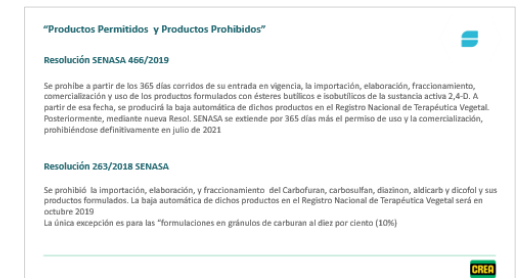 "Productos Permitidos y Productos Prohibidos"
Resolución SENASA 466/2019
Se prohíbe a partir de los 365 días corridos de su entrada en vigencia, la importación, elaboración, fraccionamiento,
comercialización y uso de los productos formulados con ésteres butílicos e isobutílicos de la sustancia activa 2,4-D. A
partir de esa fecha, se producirá la baja automática de dichos productos en el Registro Nacional de Terapéutica Vegetal.
Posteriormente, mediante nueva Resol. SENASA se extiende por 365 días más el permiso de uso y la comercialización,
prohibiéndose definitivamente en julio de 2021
Resolución 263/2018 SENASA
Se prohibió la importación, elaboración, y fraccionamiento del Carbofuran, carbosulfan, diazinon, aldicarb y dicofol y sus
productos formulados. La baja automática de dichos productos en el Registro Nacional de Terapéutica Vegetal será en
octubre 2019
La única excepción es para las "formulaciones en gránulos de carburan al diez por ciento (10%)
CREA